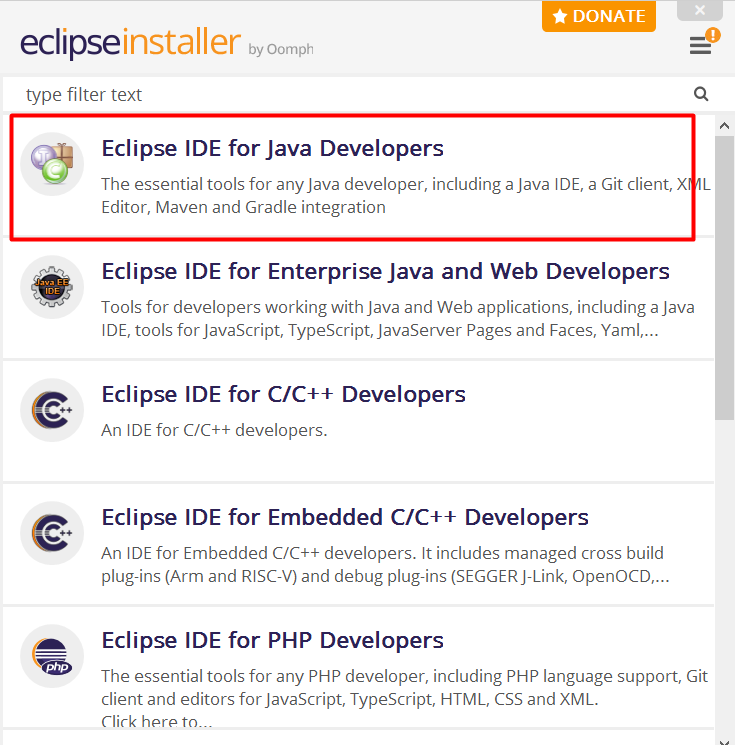 DONATE
eclipseinstaller by Oomph
!
type filter text
Eclipse IDE for Java Developers
The essential tools for any Java developer, including a Java IDE, a Git client, XML
Editor, Maven and Gradle integration
J
C
Eclipse IDE for Enterprise Java and Web Developers
Java EE
IDE
Tools for developers working with Java and Web applications, including a Java
IDE, tools for JavaScript, TypeScript, JavaServer Pages and Faces, Yaml,...
Eclipse IDE for C/C++ Developers
C++
An IDE for C/C++ developers.
Eclipse IDE for Embedded C/C++ Developers
C++
An IDE for Embedded C/C++ developers. It includes managed cross build
plug-ins (Arm and RISC-V) and debug plug-ins (SEGGER J-Link, OpenOCD,...
Eclipse IDE for PHP Developers
php
The essential tools for any PHP developer, including PHP language support, Git
client and editors for JavaScript, TypeScript, HTML, CSS and XML.
Click here to...